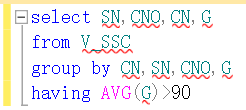 select SN,CNO,CN,G
from V_SSC
group by CN,SN,CNO,G
having AVG(G)>90